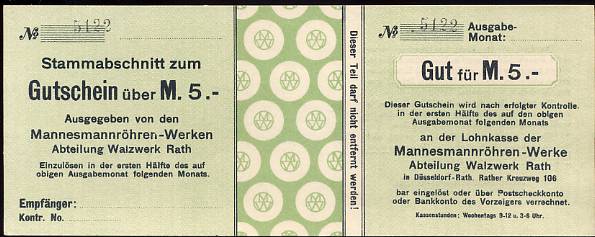 № 5122
Stammabschnitt zum
Gutschein über M. 5.-
Ausgegeben von den
Mannesmannröhren-Werken
Abteilung Walzwerk Rath
Einzulösen in der ersten Hälfte des auf
obigen Ausgabemonat folgenden Monats.
Empfänger:
Kontr. No.
Dieser Teil darf nicht entfernt werden!
№ 5122 Ausgabe-
Monat:
Gut für M. 5.-
Dieser Gutschein wird nach erfolgter Kontrolle
in der ersten Hälfte des auf den obigen
Ausgabemonat folgenden Monats
an der Lohnkasse der
Mannesmannröhren-Werke
Abteilung Walzwerk Rath
in Düsseldorf-Rath, Rather Kreuzweg 106
bar eingelöst oder über Postscheckkonto
oder Bankkonto des Vorzeigers verrechnet.
Kassenstunden: Wochentags 9-12 u. 3-6 Uhr.